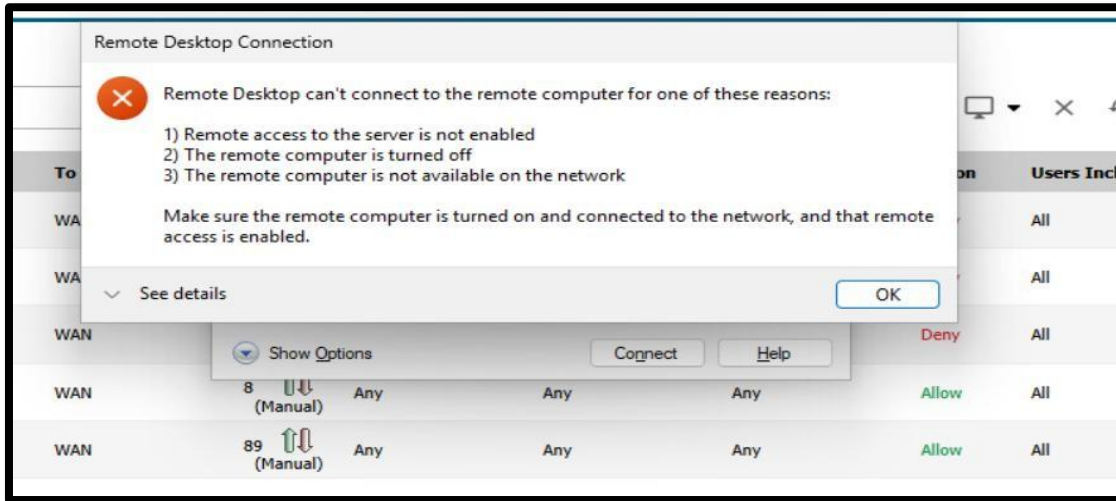 Remote Desktop Connection
Remote Desktop can't connect to the remote computer for one of these reasons:
1) Remote access to the server is not enabled
2) The remote computer is turned off
3) The remote computer is not available on the network
Make sure the remote computer is turned on and connected to the network, and that remote
access is enabled.
See details
OK
To
Users
All
All
Show Options
Connect
Help
WAN
Deny
All
WAN
8
(Manual)
Any
Any
Any
Allow
All
WAN
89
(Manual)
Any
Any
Any
Allow
All